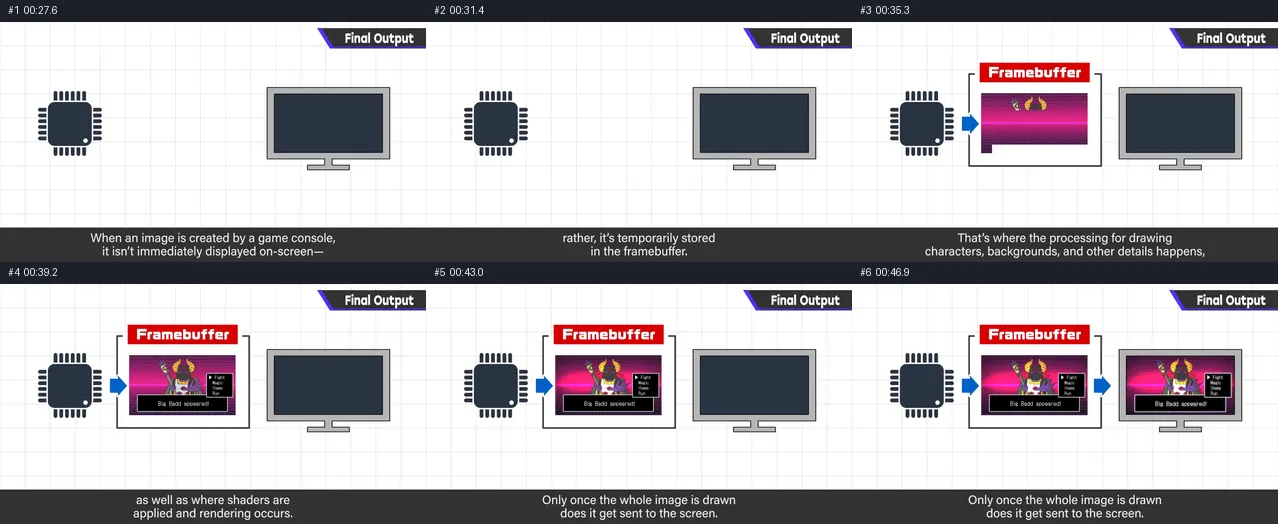 #1 00:27.6
Final Output
When an image is created by a game console,
it isn't immediately displayed on-screen—
#2 00:31.4
Final Output
rather, it's temporarily stored
in the framebuffer.
#3 00:35.3
Final Output
Framebuffer
That's where the processing for drawing
characters, backgrounds, and other details happens,
#4 00:39.2
Final Output
Framebuffer
Fight
Magic
Items
Run
Big Badd appeared!
as well as where shaders are
applied and rendering occurs.
#5 00:43.0
Final Output
Framebuffer
Fight
Magic
Items
Run
Big Badd appeared!
Only once the whole image is drawn
does it get sent to the screen.
#6 00:46.9
Final Output
Framebuffer
Fight
Magic
Items
Run
Big Badd appeared!
Fight
Magic
Items
Run
Big Badd appeared!
Only once the whole image is drawn
does it get sent to the screen.